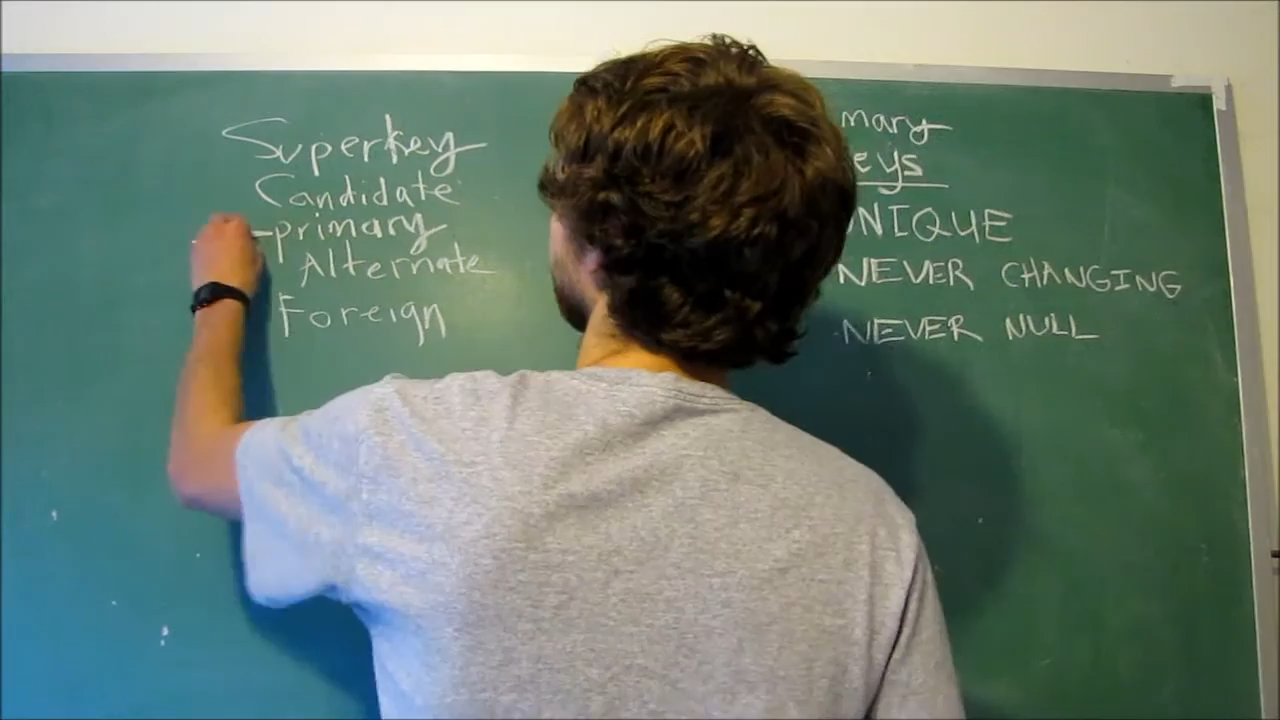 Superkey
Candidate
-primary
Alternate
Foreign
mary
eys
NIQUE
NEVER CHANGING
NEVER NULL